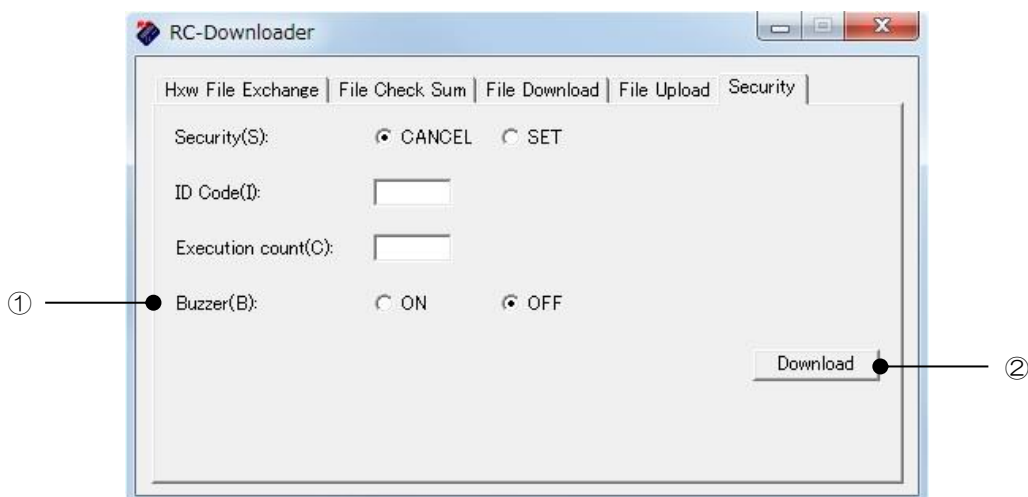 RC-Downloader
Hxw File Exchange File Check Sum File Download File Upload Security
Security(S): CANCEL SET
ID Code(I):
Execution count(C):
① Buzzer(B): ON OFF
Download ②